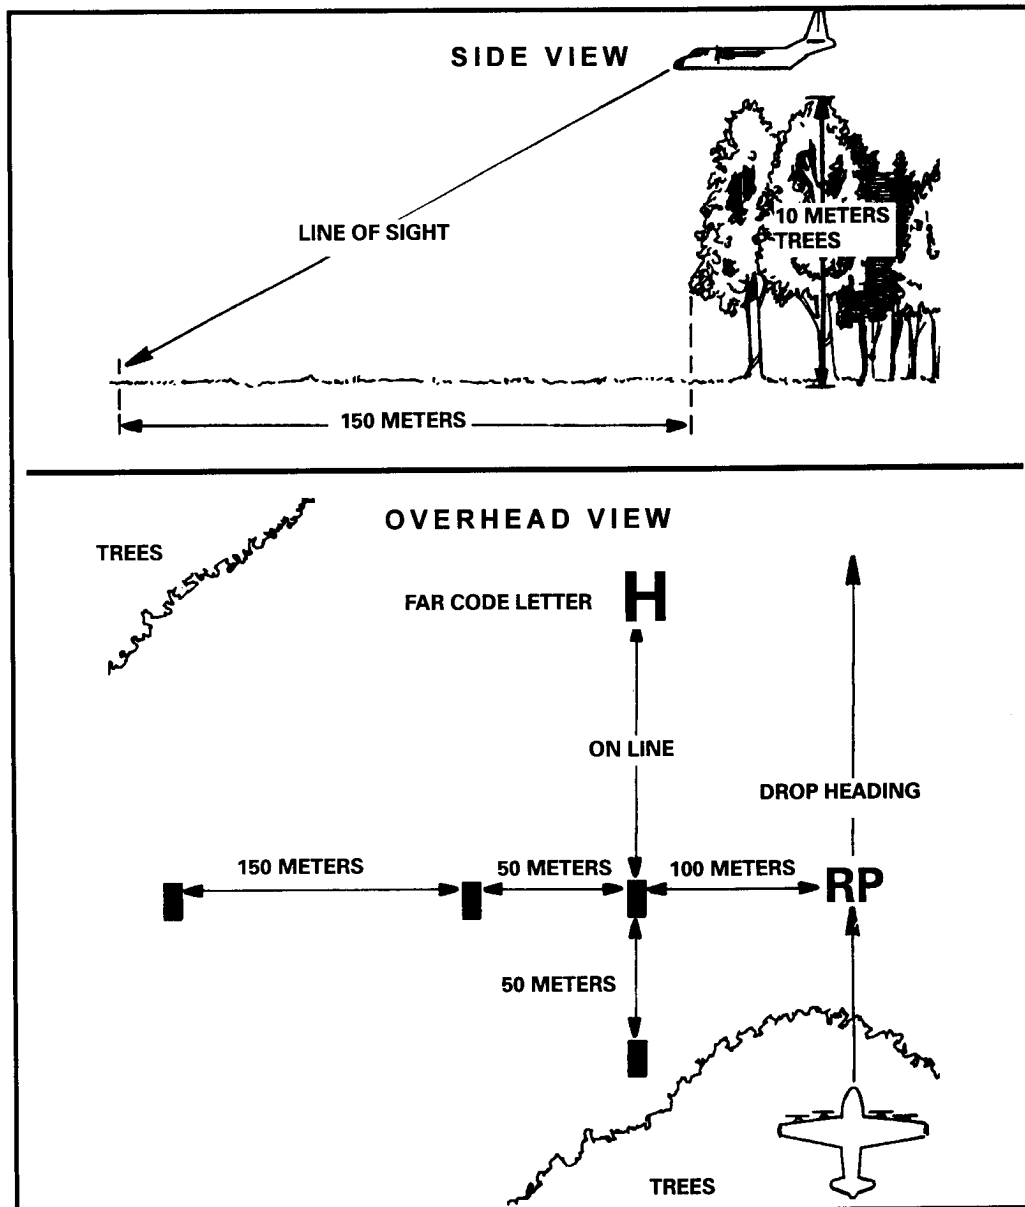 SIDE VIEW
10 METERS
TREES
LINE OF SIGHT
150 METERS
OVERHEAD VIEW
TREES
FAR CODE LETTER
H
ON LINE
DROP HEADING
150 METERS
50 METERS
100 METERS
RP
50 METERS
TREES